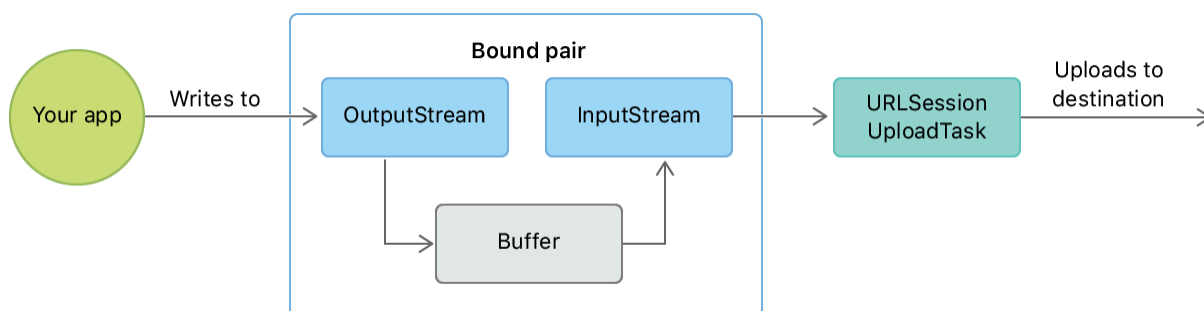 Bound pair
Your app
Writes to
OutputStream
InputStream
Buffer
URLSession
UploadTask
Uploads to
destination